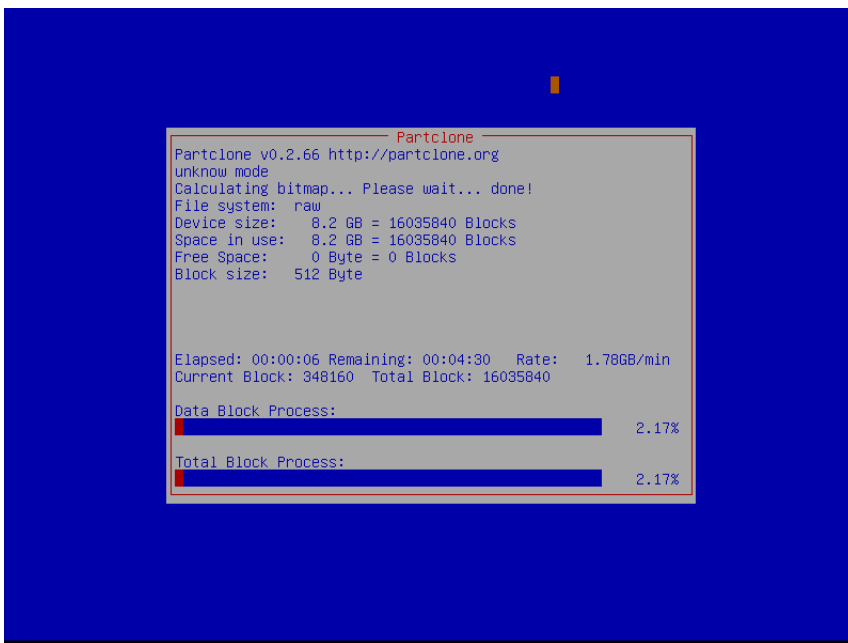 Partclone
Partclone v0.2.66 http://partclone.org
unknow mode
Calculating bitmap... Please wait... done!
File system:  raw
Device size:    8.2 GB = 16035840 Blocks
Space in use:   8.2 GB = 16035840 Blocks
Free Space:     0 Byte = 0 Blocks
Block size:   512 Byte
Elapsed: 00:00:06 Remaining: 00:04:30   Rate:   1.78GB/min
Current Block: 348160  Total Block: 16035840
Data Block Process:
2.17%
Total Block Process:
2.17%